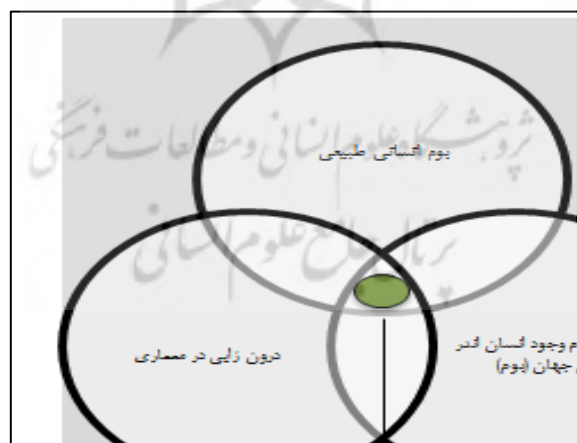 پژوهشگاه علوم انسانی و مطالعات فرهنگی
بوم انسانی طبیعی
پرتال جامع علوم انسانی
م وجود انسان اندر
جهان (بوم)
درون زایی در معماری